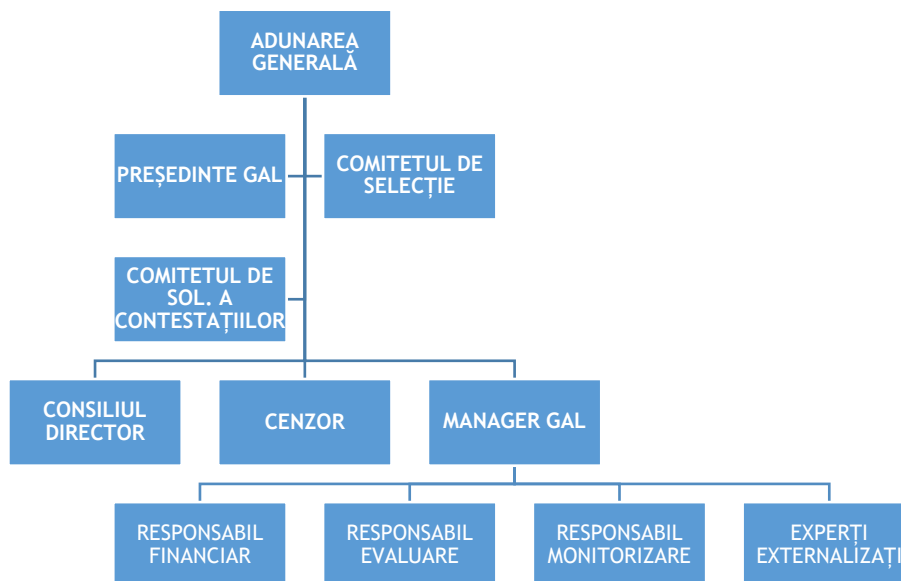 ADUNAREA
GENERALĂ
PREȘEDINTE GAL
COMITETUL DE
SELECȚIE
COMITETUL DE
SOL. A
CONTESTAȚIILOR
CONSILIUL
DIRECTOR
CENZOR
MANAGER GAL
RESPONSABIL
FINANCIAR
RESPONSABIL
EVALUARE
RESPONSABIL
MONITORIZARE
EXPERȚI
EXTERNALIZAȚI